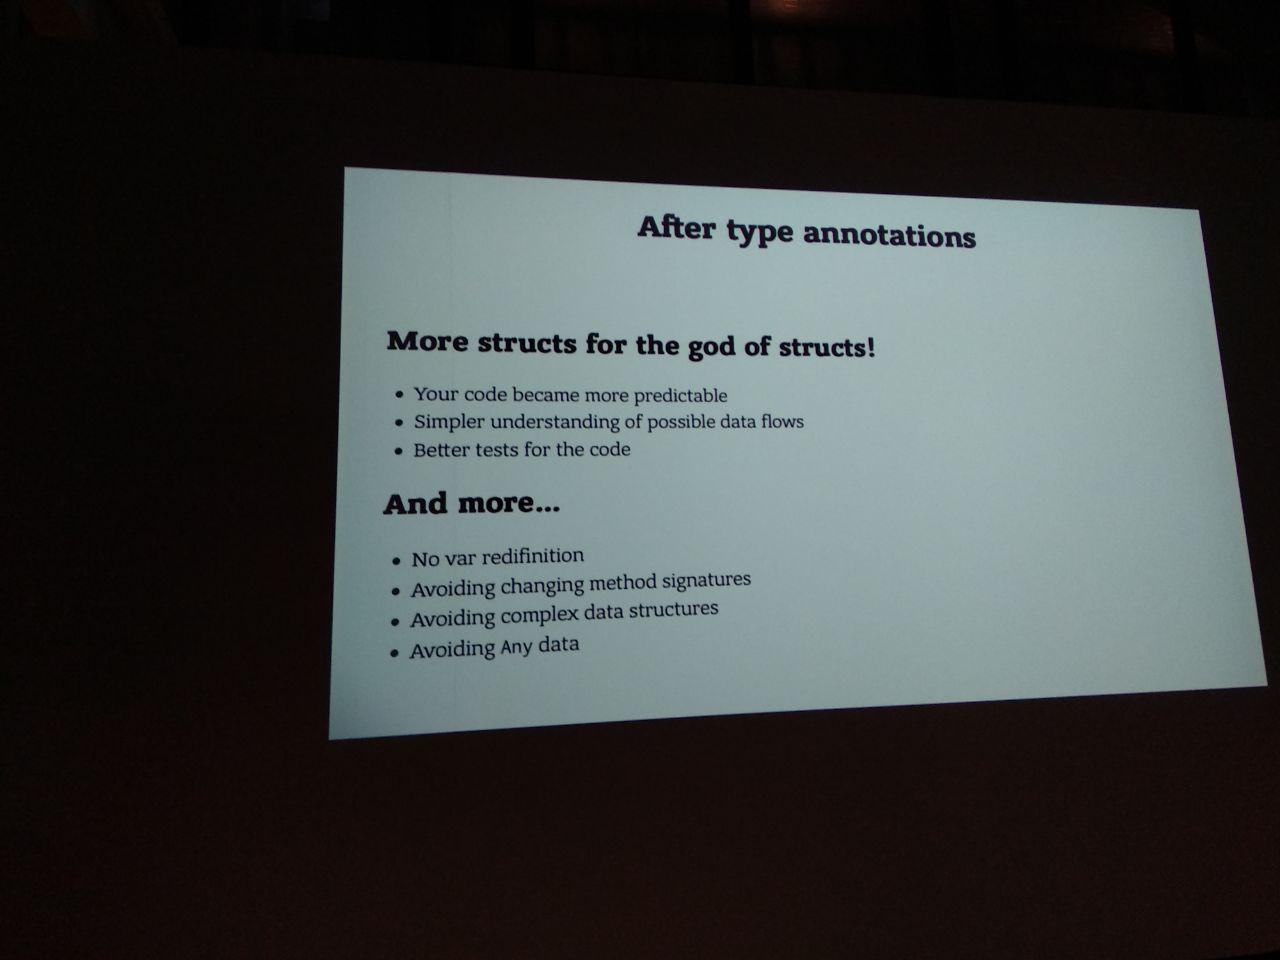 After type annotations
More structs for the god of structs!
• Your code became more predictable
• Simpler understanding of possible data flows
• Better tests for the code
And more...
• No var redifinition
• Avoiding changing method signatures
• Avoiding complex data structures
• Avoiding Any data